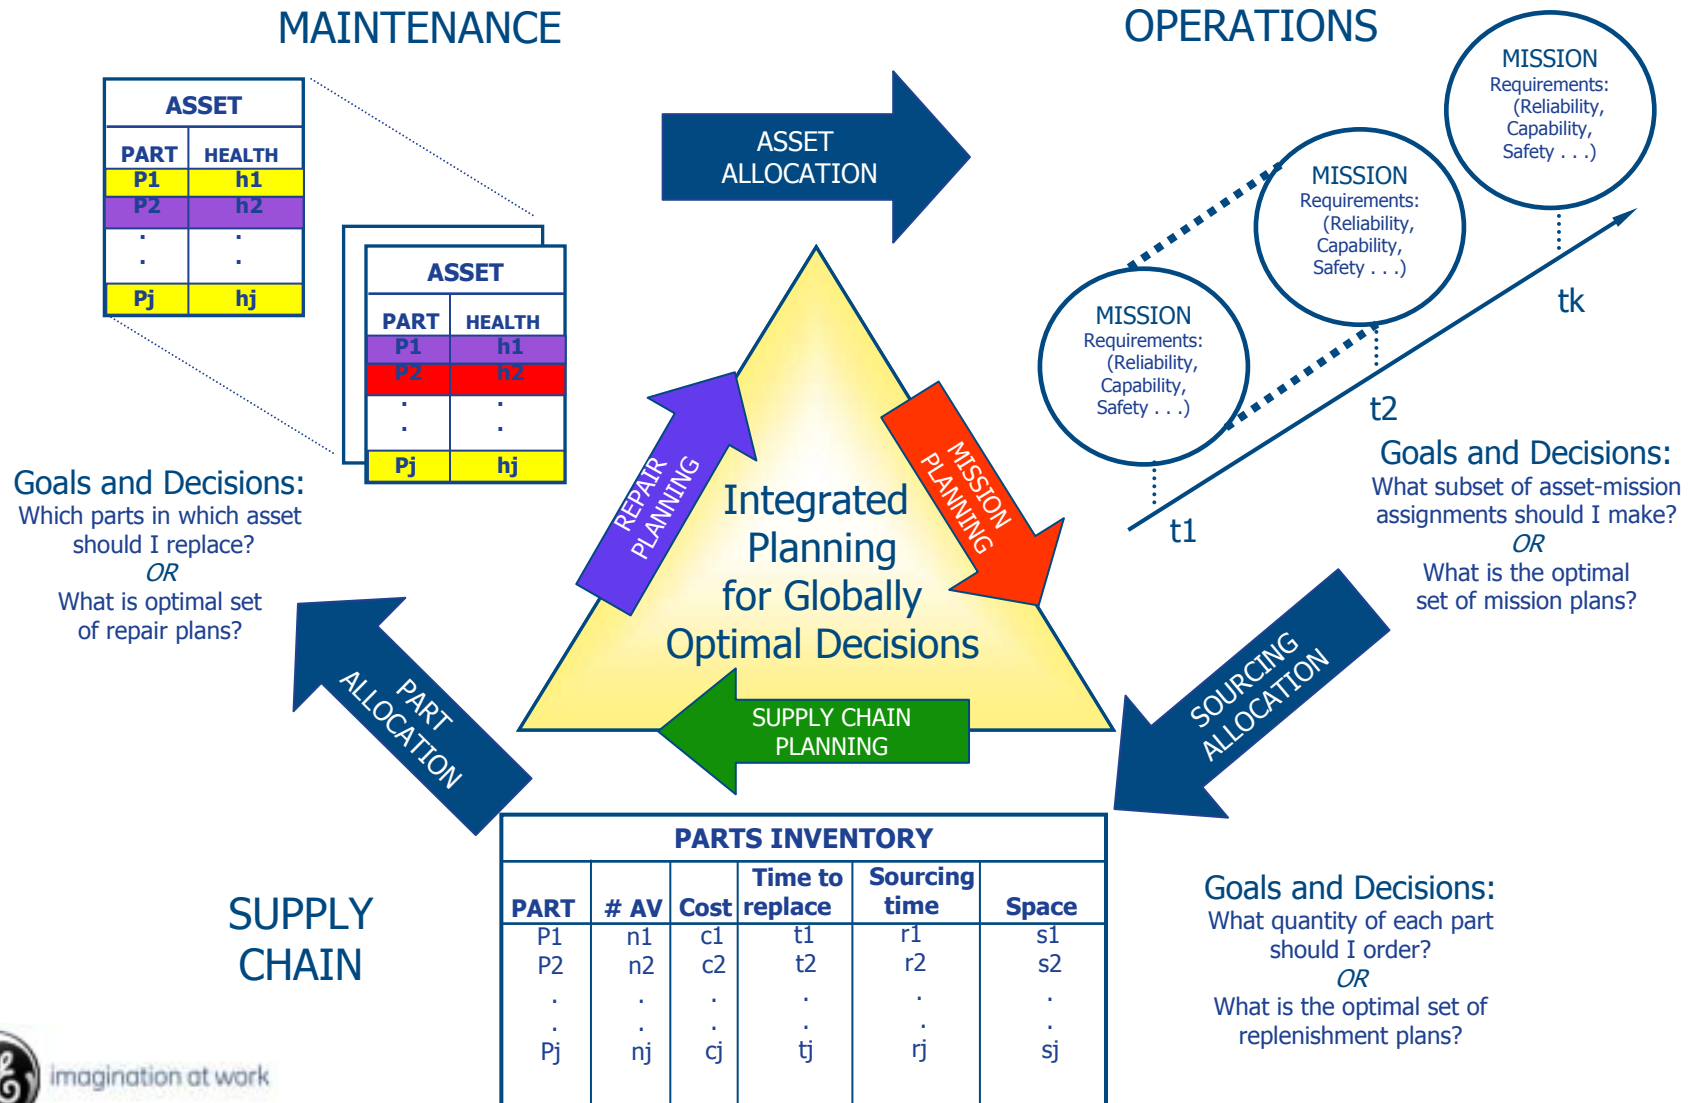 MAINTENANCE
OPERATIONS
ASSET
PART HEALTH
P1 h1
P2 h2
. .
. .
Pj hj
ASSET
PART HEALTH
P1 h1
P2 h2
. .
. .
Pj hj
ASSET
ALLOCATION
MISSION
Requirements:
(Reliability,
Capability,
Safety . . .)
MISSION
Requirements:
(Reliability,
Capability,
Safety . . .)
MISSION
Requirements:
(Reliability,
Capability,
Safety . . .)
t1
t2
tk
Goals and Decisions:
Which parts in which asset
should I replace?
OR
What is optimal set
of repair plans?
REPAIR
PLANNING
MISSION
PLANNING
Integrated
Planning
for Globally
Optimal Decisions
SUPPLY CHAIN
PLANNING
Goals and Decisions:
What subset of asset-mission
assignments should I make?
OR
What is the optimal
set of mission plans?
PART
ALLOCATION
SOURCING
ALLOCATION
SUPPLY
CHAIN
PARTS INVENTORY
PART # AV Cost Time to replace Sourcing time Space
P1 n1 c1 t1 r1 s1
P2 n2 c2 t2 r2 s2
. . . . . .
. . . . . .
Pj nj cj tj rj sj
Goals and Decisions:
What quantity of each part
should I order?
OR
What is the optimal set of
replenishment plans?
imagination at work